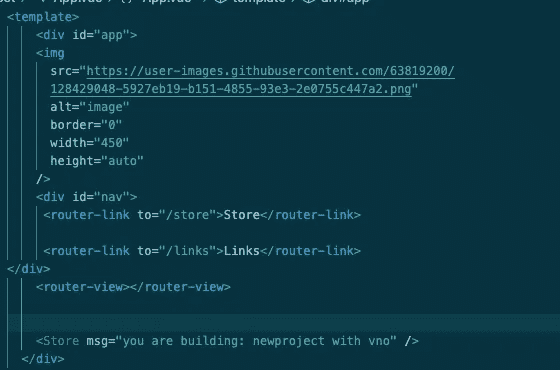 App.vue
template
div#app
<template>
<div id="app">
<img
src="https://user-images.githubusercontent.com/63819200/
128429048-5927eb19-b151-4855-93e3-2e0755c447a2.png"
alt="image"
border="0"
width="450"
height="auto"
/>
<div id="nav">
<router-link to="/store">Store</router-link>
<router-link to="/links">Links</router-link>
</div>
<router-view></router-view>
<Store msg="you are building: newproject with vno" />
</div>